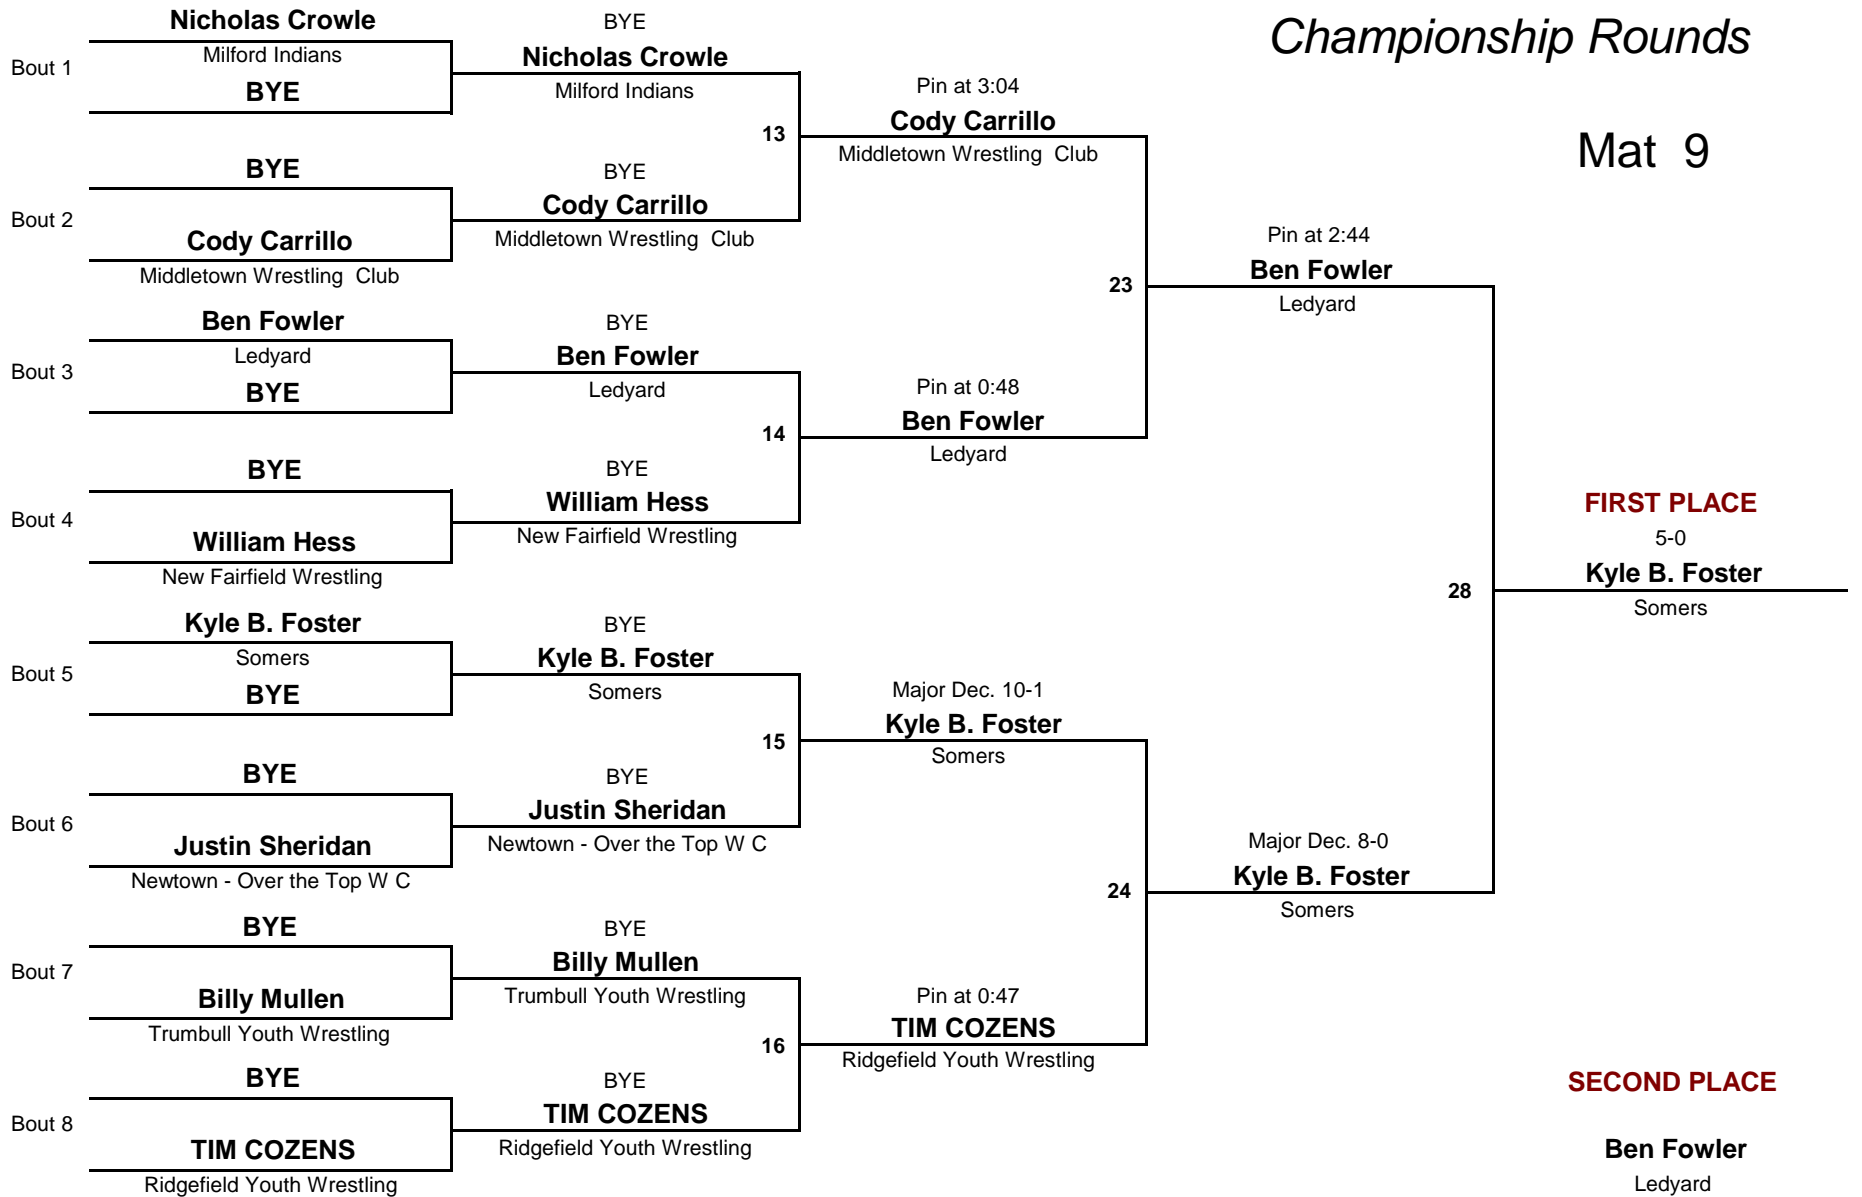 Championship Rounds
Mat 9
Bout 1
Nicholas Crowle
Milford Indians
BYE
Bout 2
BYE
Cody Carrillo
Middletown Wrestling Club
Bout 3
Ben Fowler
Ledyard
BYE
Bout 4
BYE
William Hess
New Fairfield Wrestling
Bout 5
Kyle B. Foster
Somers
BYE
Bout 6
BYE
Justin Sheridan
Newtown - Over the Top W C
Bout 7
BYE
Billy Mullen
Trumbull Youth Wrestling
Bout 8
BYE
TIM COZENS
Ridgefield Youth Wrestling
BYE
Nicholas Crowle
Milford Indians
13
BYE
Cody Carrillo
Middletown Wrestling Club
BYE
Ben Fowler
Ledyard
14
BYE
William Hess
New Fairfield Wrestling
BYE
Kyle B. Foster
Somers
15
BYE
Justin Sheridan
Newtown - Over the Top W C
BYE
Billy Mullen
Trumbull Youth Wrestling
16
BYE
TIM COZENS
Ridgefield Youth Wrestling
Pin at 3:04
Cody Carrillo
Middletown Wrestling Club
23
Pin at 0:48
Ben Fowler
Ledyard
Major Dec. 10-1
Kyle B. Foster
Somers
24
Pin at 0:47
TIM COZENS
Ridgefield Youth Wrestling
Pin at 2:44
Ben Fowler
Ledyard
28
Major Dec. 8-0
Kyle B. Foster
Somers
FIRST PLACE
5-0
Kyle B. Foster
Somers
SECOND PLACE
Ben Fowler
Ledyard